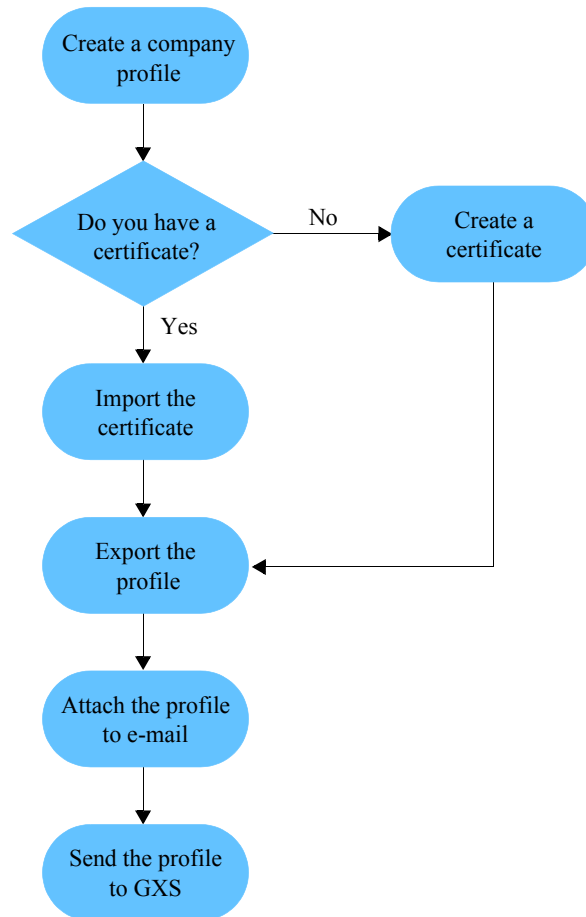 Create a company
profile
Do you have a
certificate?
No
Create a
certificate
Yes
Import the
certificate
Export the
profile
Attach the profile
to e-mail
Send the profile
to GXS